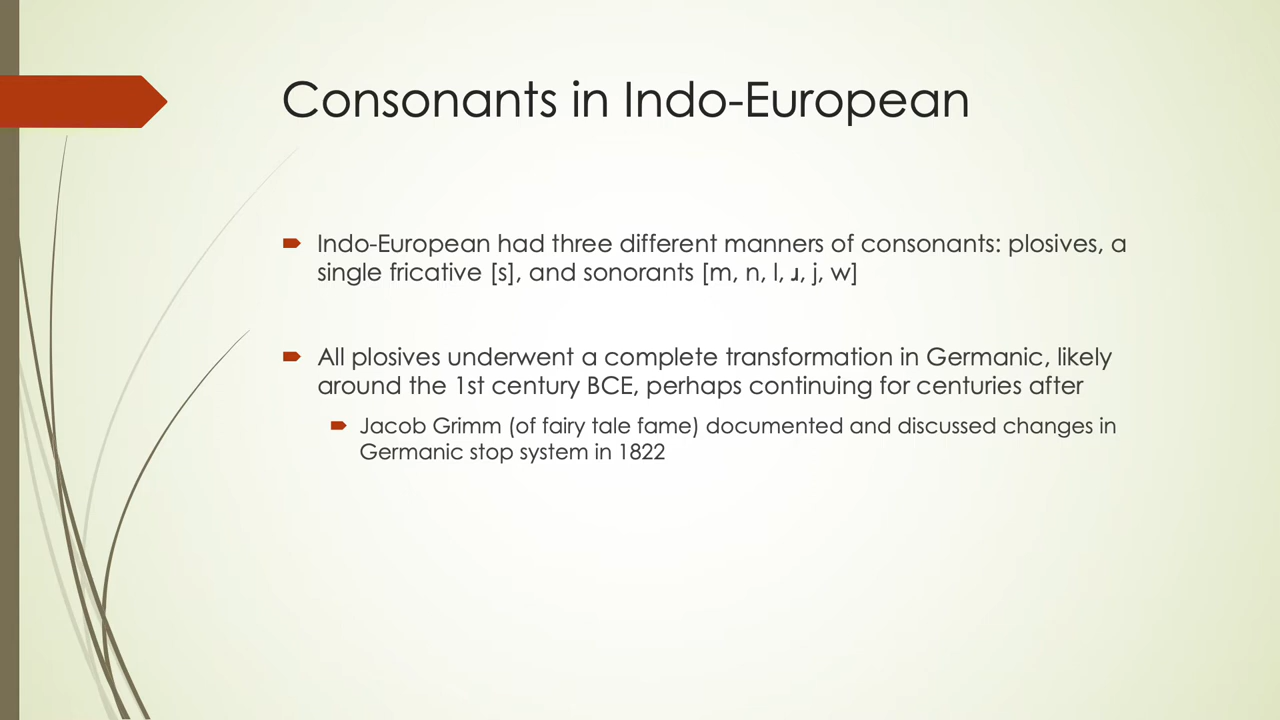 Consonants in Indo-European
Indo-European had three different manners of consonants: plosives, a
single fricative [s], and sonorants [m, n, l, ɹ, j, w]
All plosives underwent a complete transformation in Germanic, likely
around the 1st century BCE, perhaps continuing for centuries after
Jacob Grimm (of fairy tale fame) documented and discussed changes in
Germanic stop system in 1822